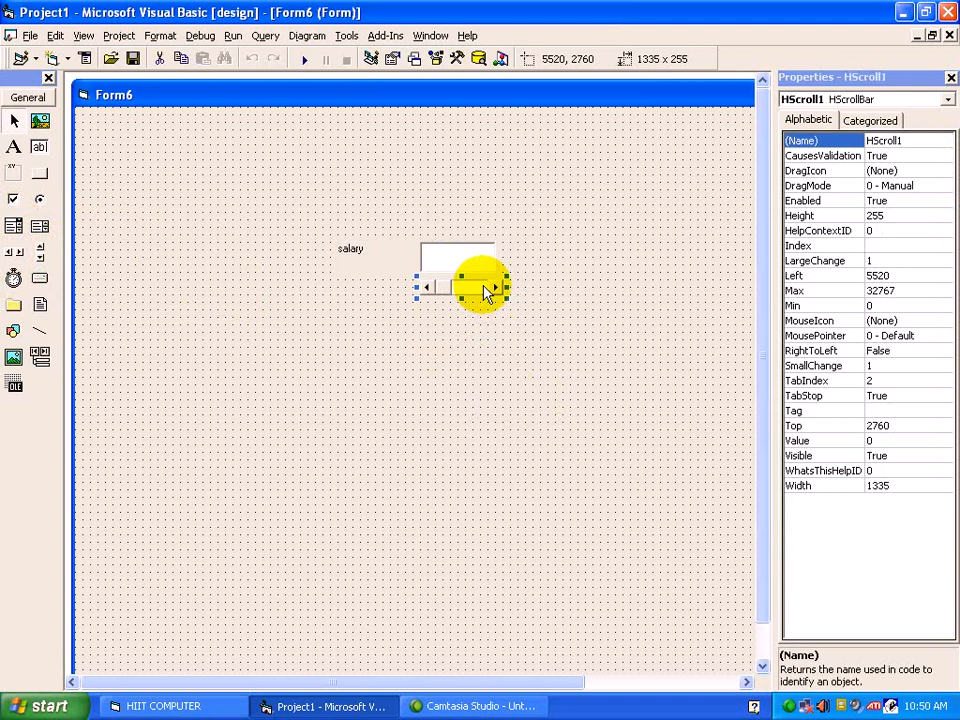 Project1 - Microsoft Visual Basic [design] - [Form6 (Form)]
File Edit View Project Format Debug Run Query Diagram Tools Add-Ins Window Help
5520, 2760 1335 x 255
General
A ab|
XY
OLE
Form6
salary
Properties - HScroll1
HScroll1 HScrollBar
Alphabetic Categorized
(Name) HScroll1
CausesValidation True
DragIcon (None)
DragMode 0 - Manual
Enabled True
Height 255
HelpContextID 0
Index
LargeChange 1
Left 5520
Max 32767
Min 0
MouseIcon (None)
MousePointer 0 - Default
RightToLeft False
SmallChange 1
TabIndex 2
TabStop True
Tag
Top 2760
Value 0
Visible True
WhatsThisHelpID 0
Width 1335
(Name)
Returns the name used in code to
identify an object.
start HIIT COMPUTER Project1 - Microsoft V... Camtasia Studio - Unt... 10:50 AM